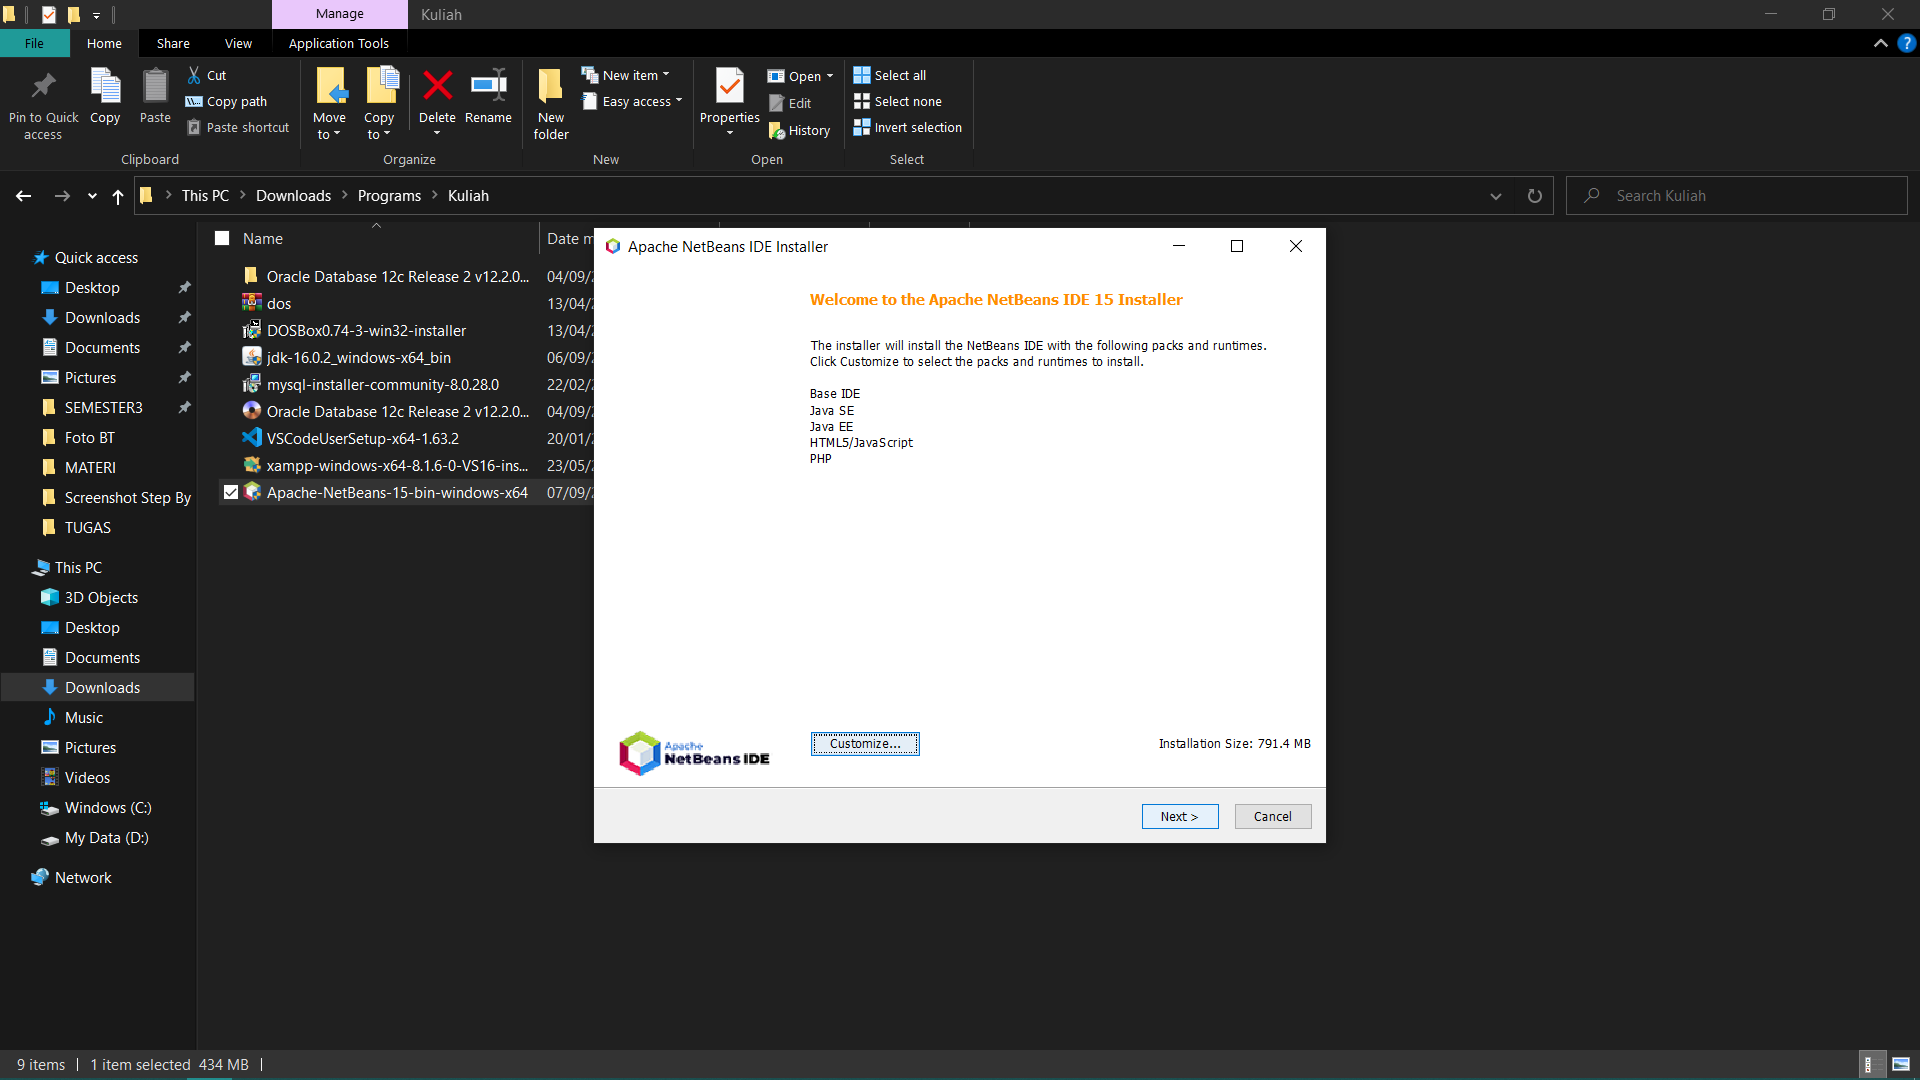 Manage
Kuliah
File
Home
Share
View
Application Tools
Pin to Quick access
Copy
Paste
Cut
Copy path
Paste shortcut
Clipboard
Move to
Copy to
Delete
Rename
Organize
New folder
New item
Easy access
New
Properties
Open
Edit
History
Open
Select all
Select none
Invert selection
Select
This PC
Downloads
Programs
Kuliah
Search Kuliah
Quick access
Desktop
Downloads
Documents
Pictures
SEMESTER3
Foto BT
MATERI
Screenshot Step By
TUGAS
This PC
3D Objects
Desktop
Documents
Downloads
Music
Pictures
Videos
Windows (C:)
My Data (D:)
Network
Name
Date m
Oracle Database 12c Release 2 v12.2.0... 04/09/
dos 13/04/
DOSBox0.74-3-win32-installer 13/04/
jdk-16.0.2_windows-x64_bin 06/09/
mysql-installer-community-8.0.28.0 22/02/
Oracle Database 12c Release 2 v12.2.0... 04/09/
VSCodeUserSetup-x64-1.63.2 20/01/
xampp-windows-x64-8.1.6-0-VS16-ins... 23/05/
Apache-NetBeans-15-bin-windows-x64 07/09/
Apache NetBeans IDE Installer
Welcome to the Apache NetBeans IDE 15 Installer
The installer will install the NetBeans IDE with the following packs and runtimes.
Click Customize to select the packs and runtimes to install.
Base IDE
Java SE
Java EE
HTML5/JavaScript
PHP
Apache
NetBeans IDE
Customize...
Installation Size: 791.4 MB
Next >
Cancel
9 items
1 item selected 434 MB